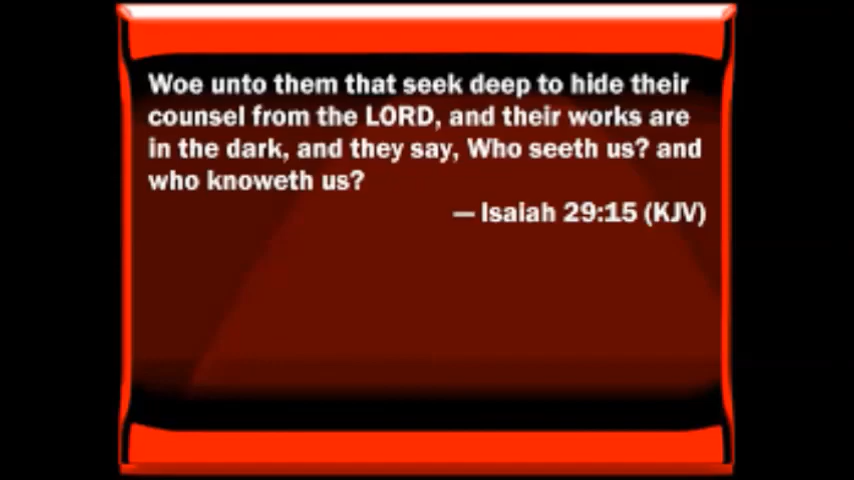 Woe unto them that seek deep to hide their
counsel from the LORD, and their works are
in the dark, and they say, Who seeth us? and
who knoweth us?
— Isaiah 29:15 (KJV)